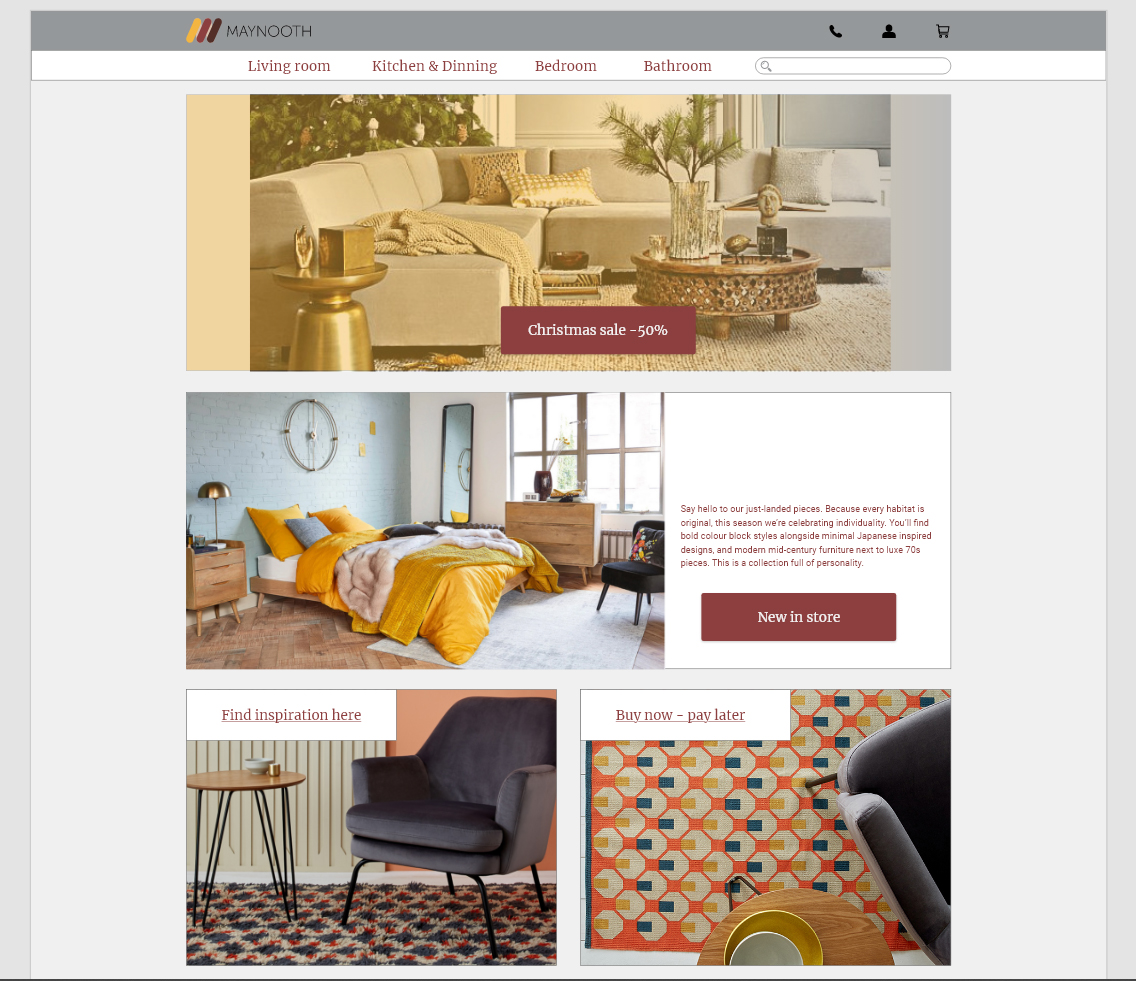 MAYNOOTH
Living room Kitchen & Dinning Bedroom Bathroom
Christmas sale -50%
Say hello to our just-landed pieces. Because every habitat is
original, this season we're celebrating individuality. You'll find
bold colour block styles alongside minimal Japanese inspired
designs, and modern mid-century furniture next to luxe 70s
pieces. This is a collection full of personality.
New in store
Find inspiration here
Buy now - pay later